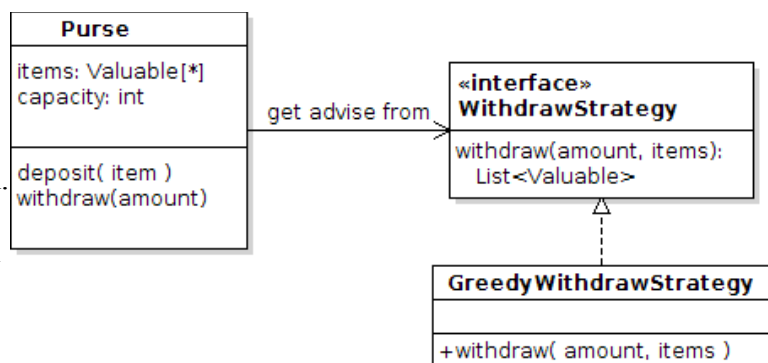 Purse
items: Valuable[*]
capacity: int
deposit( item )
withdraw(amount)
get advise from
«interface»
WithdrawStrategy
withdraw(amount, items):
List<Valuable>
GreedyWithdrawStrategy
+withdraw( amount, items )